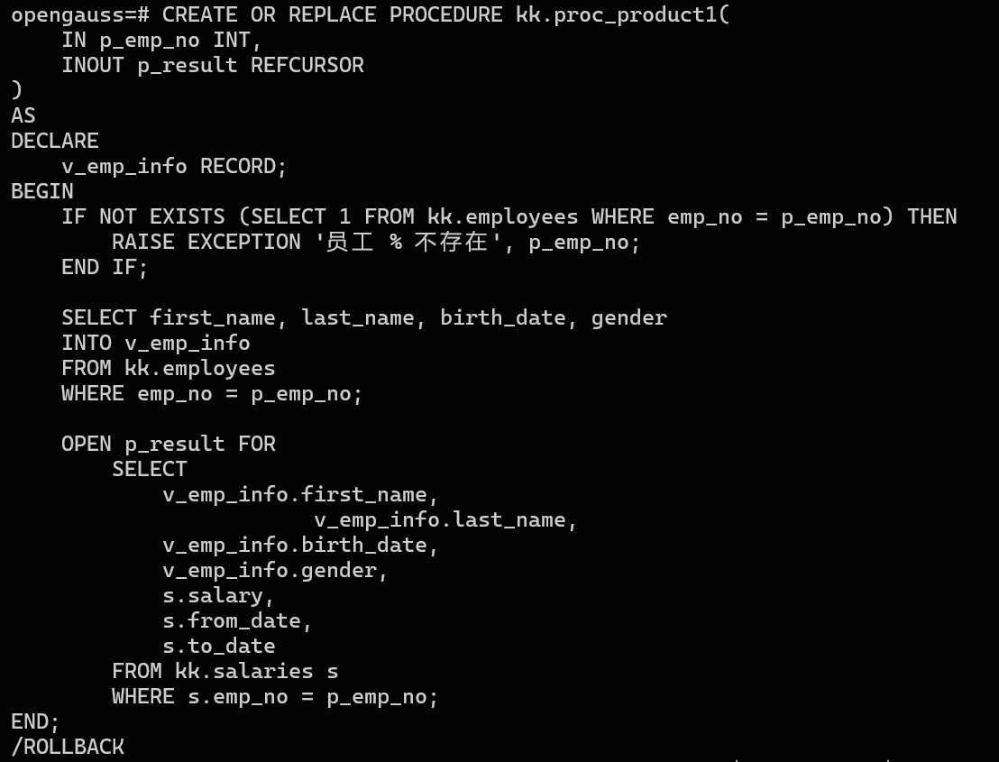 opengauss=# CREATE OR REPLACE PROCEDURE kk.proc_product1(
    IN p_emp_no INT,
    INOUT p_result REFCURSOR
)
AS
DECLARE
    v_emp_info RECORD;
BEGIN
    IF NOT EXISTS (SELECT 1 FROM kk.employees WHERE emp_no = p_emp_no) THEN
        RAISE EXCEPTION '员工 % 不存在', p_emp_no;
    END IF;

    SELECT first_name, last_name, birth_date, gender
    INTO v_emp_info
    FROM kk.employees
    WHERE emp_no = p_emp_no;

    OPEN p_result FOR
        SELECT
            v_emp_info.first_name,
                        v_emp_info.last_name,
            v_emp_info.birth_date,
            v_emp_info.gender,
            s.salary,
            s.from_date,
            s.to_date
        FROM kk.salaries s
        WHERE s.emp_no = p_emp_no;
END;
/ROLLBACK